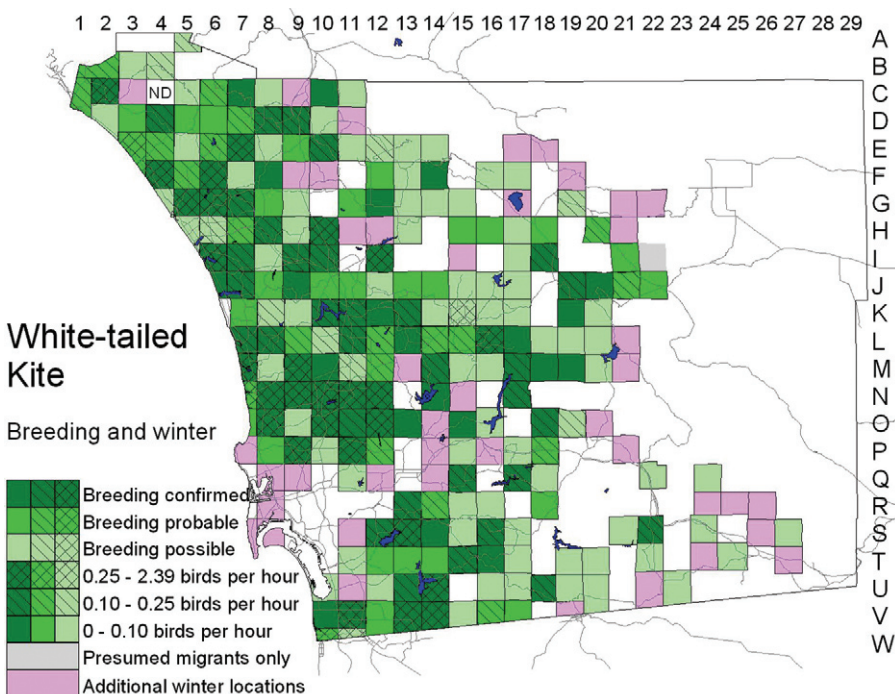 1 2 3 4 5 6 7 8 9 10 11 12 13 14 15 16 17 18 19 20 21 22 23 24 25 26 27 28 29
A
B
ND
C
D
E
F
G
H
I
J
K
L
M
N
O
P
Q
R
S
T
U
V
W
White-tailed
Kite
Breeding and winter
Breeding confirmed
Breeding probable
Breeding possible
0.25 - 2.39 birds per hour
0.10 - 0.25 birds per hour
0 - 0.10 birds per hour
Presumed migrants only
Additional winter locations